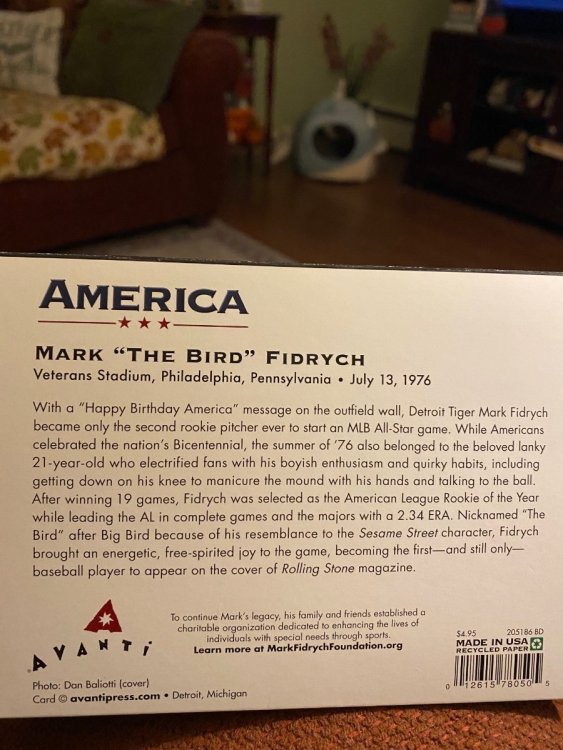 AMERICA
MARK “THE BIRD” FIDRYCH
Veterans Stadium, Philadelphia, Pennsylvania • July 13, 1976
With a “Happy Birthday America” message on the outfield wall, Detroit Tiger Mark Fidrych
became only the second rookie pitcher ever to start an MLB All-Star game. While Americans
celebrated the nation’s Bicentennial, the summer of ’76 also belonged to the beloved lanky
21-year-old who electrified fans with his boyish enthusiasm and quirky habits, including
getting down on his knee to manicure the mound with his hands and talking to the ball.
After winning 19 games, Fidrych was selected as the American League Rookie of the Year
while leading the AL in complete games and the majors with a 2.34 ERA. Nicknamed “The
Bird” after Big Bird because of his resemblance to the Sesame Street character, Fidrych
brought an energetic, free-spirited joy to the game, becoming the first—and still only—
baseball player to appear on the cover of Rolling Stone magazine.
AVANTI
To continue Mark’s legacy, his family and friends established a
charitable organization dedicated to enhancing the lives of
individuals with special needs through sports.
Learn more at MarkFidrychFoundation.org
Photo: Dan Baliotti (cover)
Card © avantipress.com • Detroit, Michigan
$4.95 205186 BD
MADE IN USA
RECYCLED PAPER
0 12615 78050 5